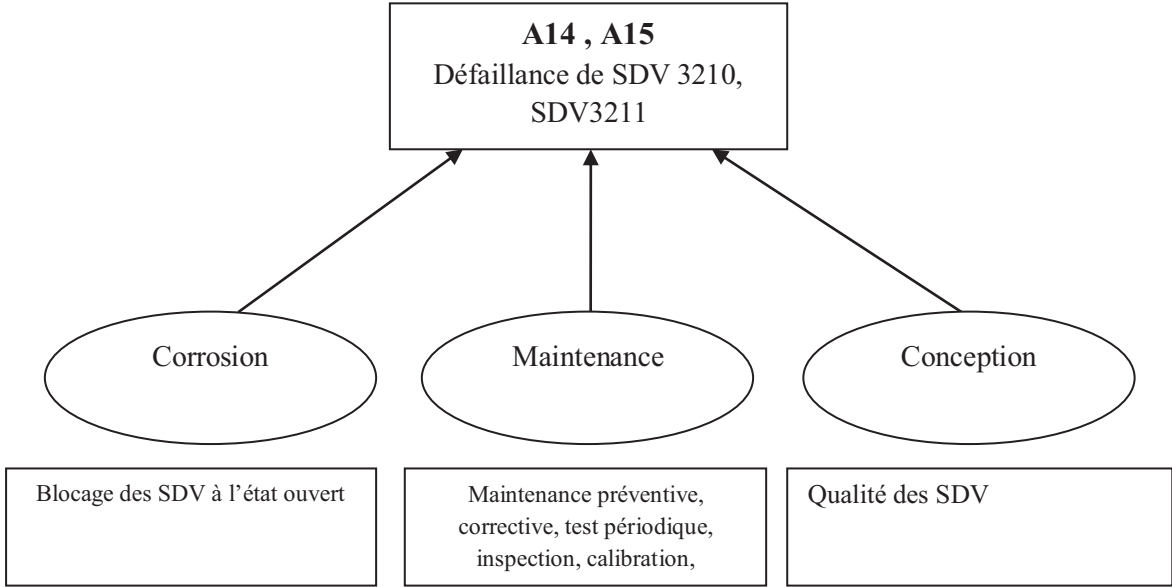 A14 , A15
Défaillance de SDV 3210,
SDV3211
Corrosion
Maintenance
Conception
Blocage des SDV à l’état ouvert
Maintenance préventive,
corrective, test périodique,
inspection, calibration,
Qualité des SDV